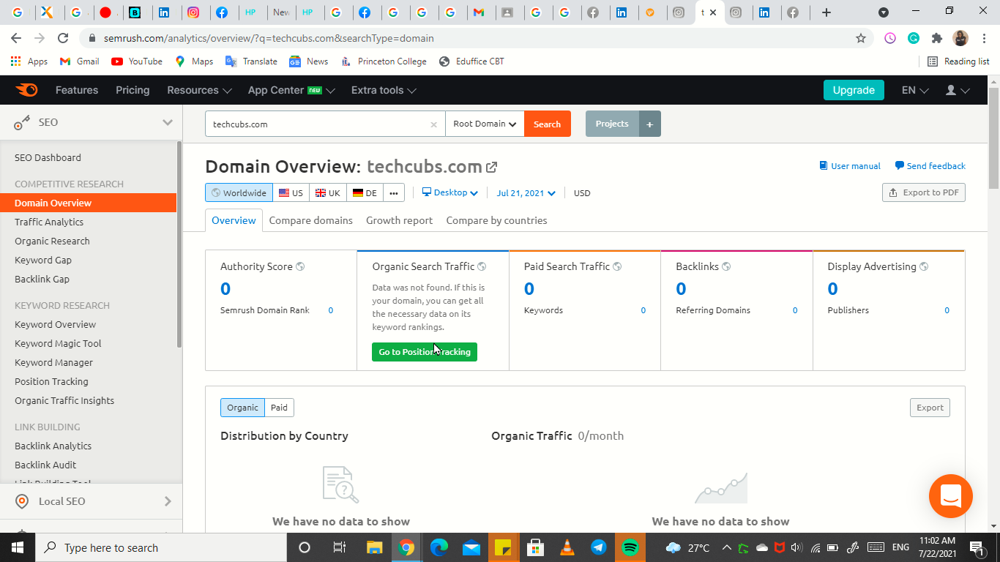 HP
New
HP
t
semrush.com/analytics/overview/?q=techcubs.com&searchType=domain
Apps
Gmail
YouTube
Maps
Translate
News
Princeton College
Eduffice CBT
Reading list
Features
Pricing
Resources
App Center NEW
Extra tools
Upgrade
EN
SEO
techcubs.com
Root Domain
Search
Projects
+
SEO Dashboard
COMPETITIVE RESEARCH
Domain Overview
Traffic Analytics
Organic Research
Keyword Gap
Backlink Gap
KEYWORD RESEARCH
Keyword Overview
Keyword Magic Tool
Keyword Manager
Position Tracking
Organic Traffic Insights
LINK BUILDING
Backlink Analytics
Backlink Audit
Link Building Tool
Local SEO
Domain Overview: techcubs.com
User manual
Send feedback
Worldwide
US
UK
DE
...
Desktop
Jul 21, 2021
USD
Export to PDF
Overview
Compare domains
Growth report
Compare by countries
Authority Score
0
Semrush Domain Rank 0
Organic Search Traffic
Data was not found. If this is
your domain, you can get all
the necessary data on its
keyword rankings.
Go to Position Tracking
Paid Search Traffic
0
Keywords 0
Backlinks
0
Referring Domains 0
Display Advertising
0
Publishers 0
Organic
Paid
Export
Distribution by Country
Organic Traffic 0/month
We have no data to show
We have no data to show
Type here to search
27°C
ENG
11:02 AM
7/22/2021
1